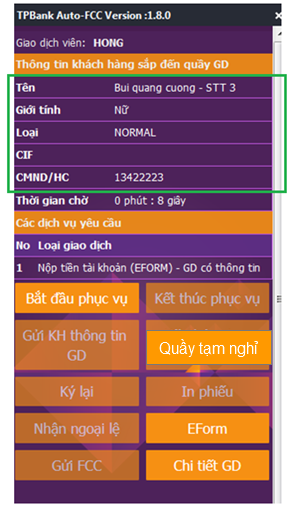 TPBank Auto-FCC Version :1.8.0 ×
Giao dịch viên: HONG
Thông tin khách hàng sắp đến quầy GD
Tên Bui quang cuong - STT 3
Giới tính Nữ
Loại NORMAL
CIF
CMND/HC 13422223
Thời gian chờ 0 phút : 8 giây
Các dịch vụ yêu cầu
No Loại giao dịch
1 Nộp tiền tài khoản (EFORM) - GD có thông tin
Bắt đầu phục vụ Kết thúc phục vụ
Gửi KH thông tin GD
Quầy tạm nghỉ
Ký lại In phiếu
Nhận ngoại lệ EForm
Gửi FCC Chi tiết GD